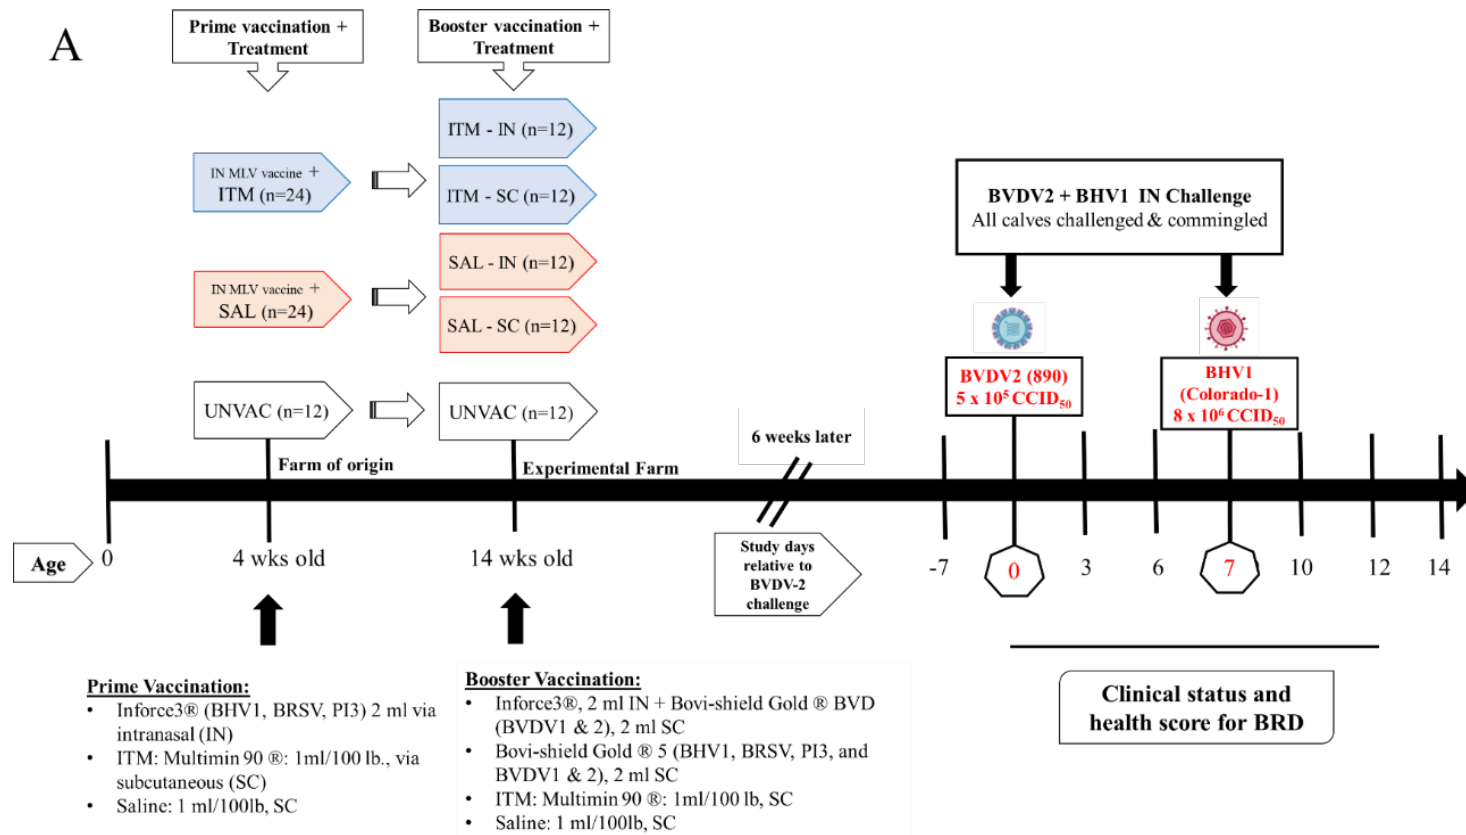 A
Prime vaccination +
Treatment
Booster vaccination +
Treatment
IN MLV vaccine +
ITM (n=24)
ITM - IN (n=12)
ITM - SC (n=12)
IN MLV vaccine +
SAL (n=24)
SAL - IN (n=12)
SAL - SC (n=12)
UNVAC (n=12)
UNVAC (n=12)
BVDV2 + BHV1 IN Challenge
All calves challenged & commingled
BVDV2 (890)
5 x 10⁵ CCID₅₀
BHV1
(Colorado-1)
8 x 10⁶ CCID₅₀
Farm of origin
Experimental Farm
6 weeks later
Age
0
4 wks old
14 wks old
Study days
relative to
BVDV-2
challenge
-7
0
3
6
7
10
12
14
Prime Vaccination:
• Inforce3® (BHV1, BRSV, PI3) 2 ml via
intranasal (IN)
• ITM: Multimin 90 ®: 1ml/100 lb., via
subcutaneous (SC)
• Saline: 1 ml/100lb, SC
Booster Vaccination:
• Inforce3®, 2 ml IN + Bovi-shield Gold ® BVD
(BVDV1 & 2), 2 ml SC
• Bovi-shield Gold ® 5 (BHV1, BRSV, PI3, and
BVDV1 & 2), 2 ml SC
• ITM: Multimin 90 ®: 1ml/100 lb, SC
• Saline: 1 ml/100lb, SC
Clinical status and
health score for BRD